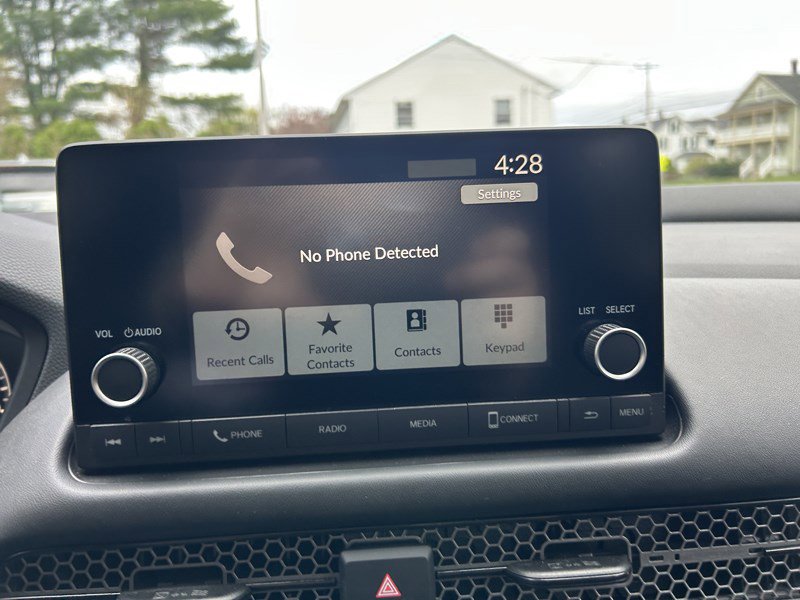 4:28
Settings
No Phone Detected
VOL AUDIO
LIST SELECT
Recent Calls
Favorite
Contacts
Contacts
Keypad
PHONE
RADIO
MEDIA
CONNECT
MENU